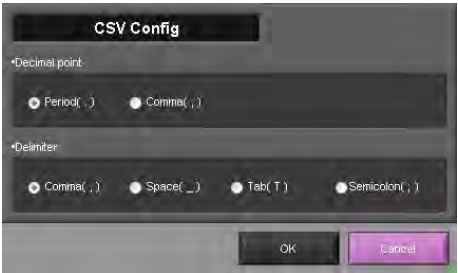 CSV Config
•Decimal point
Period( . ) Comma( , )
•Delimiter
Comma( , ) Space( _ ) Tab( T ) Semicolon( ; )
OK Cancel